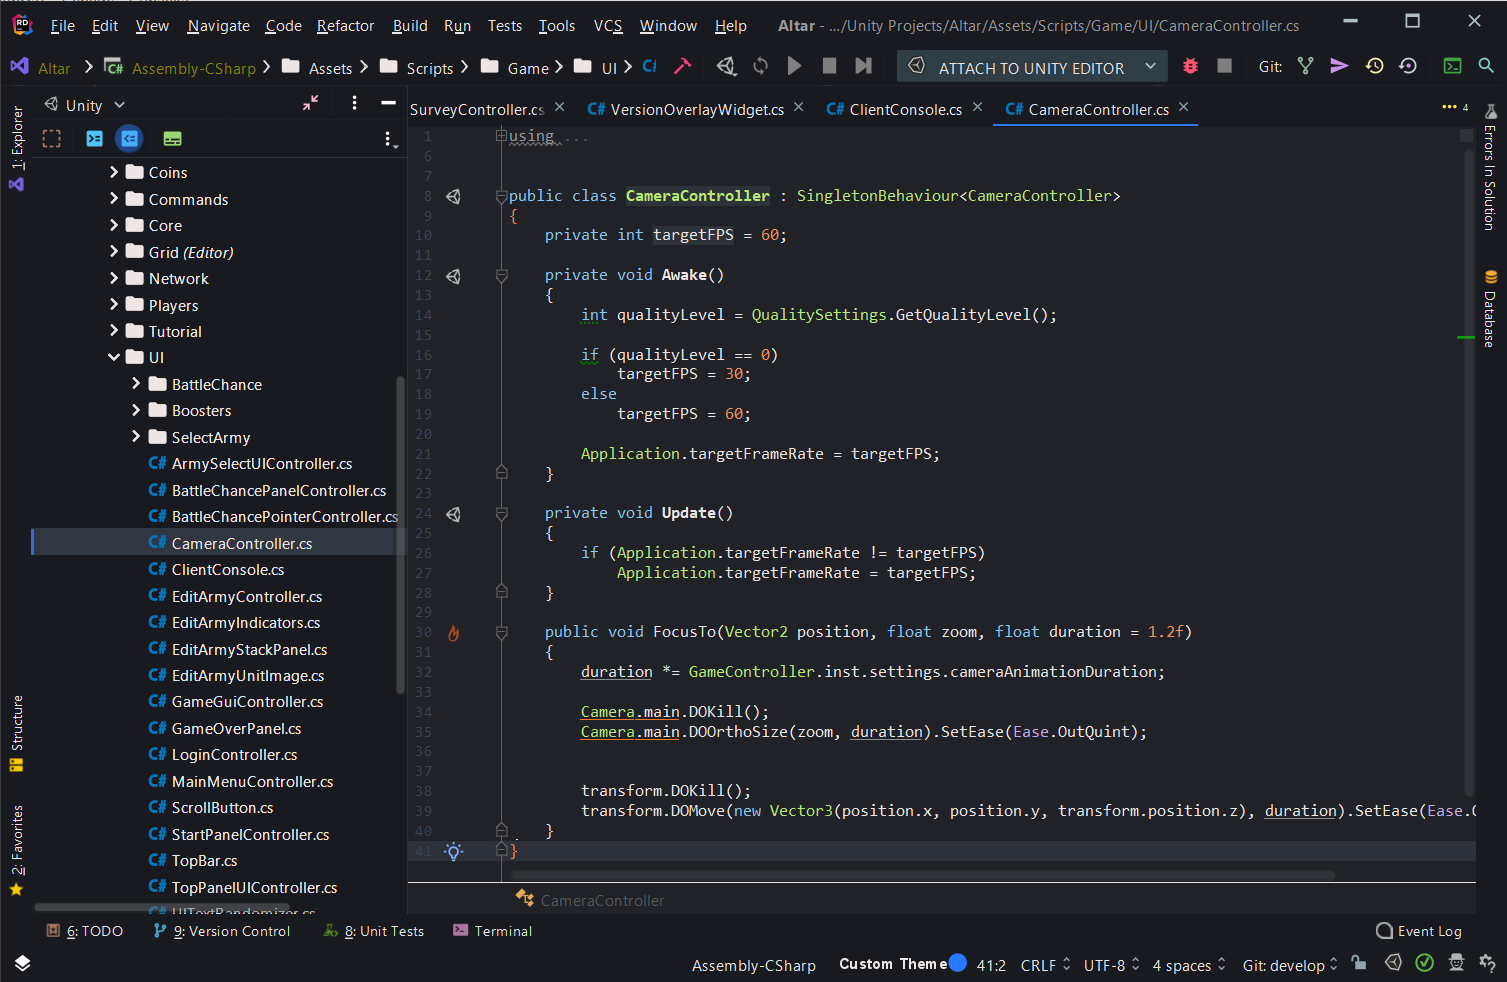 File Edit View Navigate Code Refactor Build Run Tests Tools VCS Window Help Altar - .../Unity Projects/Altar/Assets/Scripts/Game/UI/CameraController.cs
Altar Assembly-CSharp Assets Scripts Game UI ATTACH TO UNITY EDITOR Git:
Unity
SurveyController.cs VersionOverlayWidget.cs ClientConsole.cs CameraController.cs 4
1: Explorer
Structure
2: Favorites
Coins
Commands
Core
Grid (Editor)
Network
Players
Tutorial
UI
BattleChance
Boosters
SelectArmy
C# ArmySelectUIController.cs
C# BattleChancePanelController.cs
C# BattleChancePointerController.cs
C# CameraController.cs
C# ClientConsole.cs
C# EditArmyController.cs
C# EditArmyIndicators.cs
C# EditArmyStackPanel.cs
C# EditArmyUnitImage.cs
C# GameGuiController.cs
C# GameOverPanel.cs
C# LoginController.cs
C# MainMenuController.cs
C# ScrollButton.cs
C# StartPanelController.cs
C# TopBar.cs
C# TopPanelUIController.cs
C# UITextRandomizer.cs
1 using ...
6
7
8 public class CameraController : SingletonBehaviour<CameraController>
9 {
10 private int targetFPS = 60;
11
12 private void Awake()
13 {
14 int qualityLevel = QualitySettings.GetQualityLevel();
15
16 if (qualityLevel == 0)
17 targetFPS = 30;
18 else
19 targetFPS = 60;
20
21 Application.targetFrameRate = targetFPS;
22 }
23
24 private void Update()
25 {
26 if (Application.targetFrameRate != targetFPS)
27 Application.targetFrameRate = targetFPS;
28 }
29
30 public void FocusTo(Vector2 position, float zoom, float duration = 1.2f)
31 {
32 duration *= GameController.inst.settings.cameraAnimationDuration;
33
34 Camera.main.DOKill();
35 Camera.main.DOOrthoSize(zoom, duration).SetEase(Ease.OutQuint);
36
37
38 transform.DOKill();
39 transform.DOMove(new Vector3(position.x, position.y, transform.position.z), duration).SetEase(Ease.O
40 }
41 }
CameraController
Errors In Solution
Database
6: TODO 9: Version Control 8: Unit Tests Terminal Event Log
Assembly-CSharp Custom Theme 41:2 CRLF UTF-8 4 spaces Git: develop